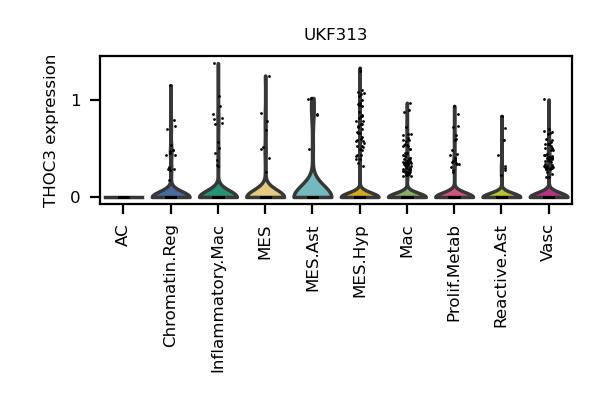 UKF313
THOC3 expression
1
0
AC
Chromatin.Reg
Inflammatory.Mac
MES
MES.Ast
MES.Hyp
Mac
Prolif.Metab
Reactive.Ast
Vasc